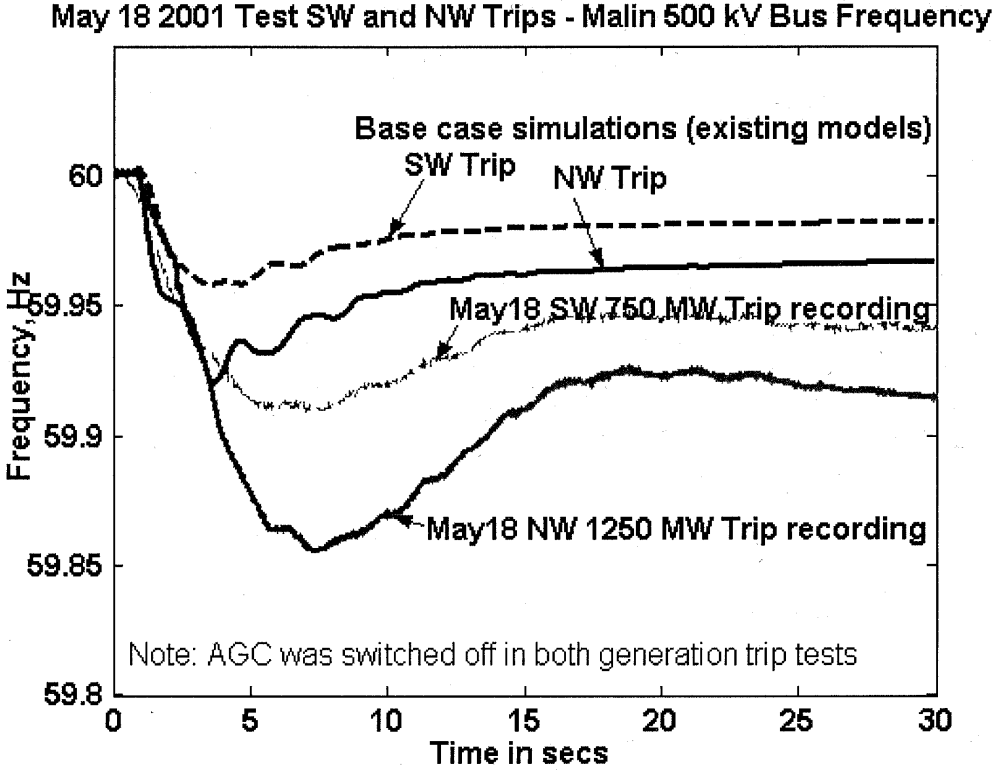 May 18 2001 Test SW and NW Trips - Malin 500 kV Bus Frequency
Base case simulations (existing models)
SW Trip
NW Trip
May18 SW 750 MW Trip recording
May18 NW 1250 MW Trip recording
Note: AGC was switched off in both generation trip tests
Frequency, Hz
60
59.95
59.9
59.85
59.8
0 5 10 15 20 25 30
Time in secs